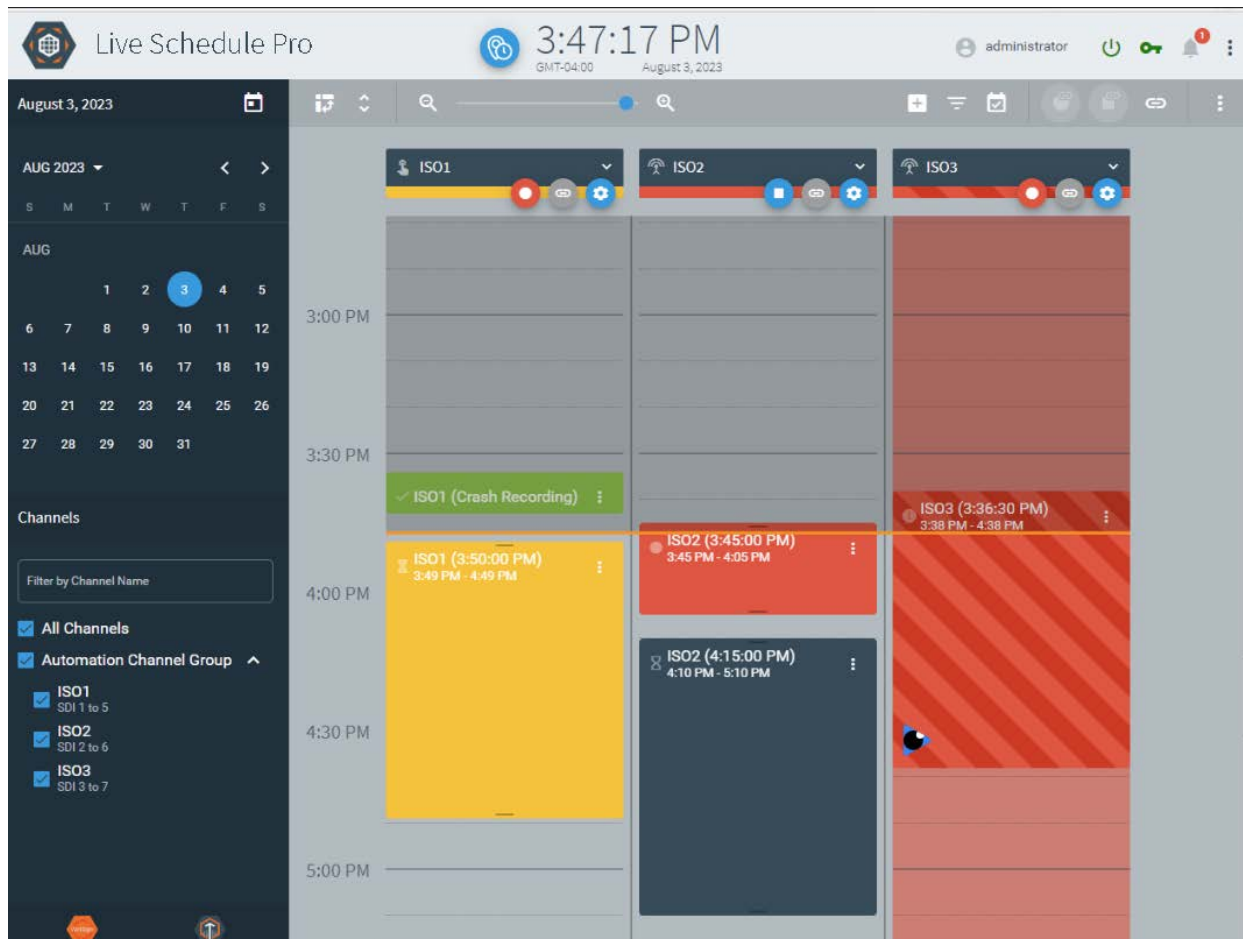 Live Schedule Pro
3:47:17 PM
GMT-04:00 August 3, 2023
administrator
1
August 3, 2023
AUG 2023
S M T W T F S
AUG
1 2 3 4 5
6 7 8 9 10 11 12
13 14 15 16 17 18 19
20 21 22 23 24 25 26
27 28 29 30 31
Channels
Filter by Channel Name
All Channels
Automation Channel Group
ISO1
SDI 1 to 5
ISO2
SDI 2 to 6
ISO3
SDI 3 to 7
ISO1
ISO2
ISO3
3:00 PM
3:30 PM
4:00 PM
4:30 PM
5:00 PM
ISO1 (Crash Recording)
ISO1 (3:50:00 PM)
3:49 PM - 4:49 PM
ISO2 (3:45:00 PM)
3:45 PM - 4:05 PM
ISO2 (4:15:00 PM)
4:10 PM - 5:10 PM
ISO3 (3:36:30 PM)
3:38 PM - 4:38 PM